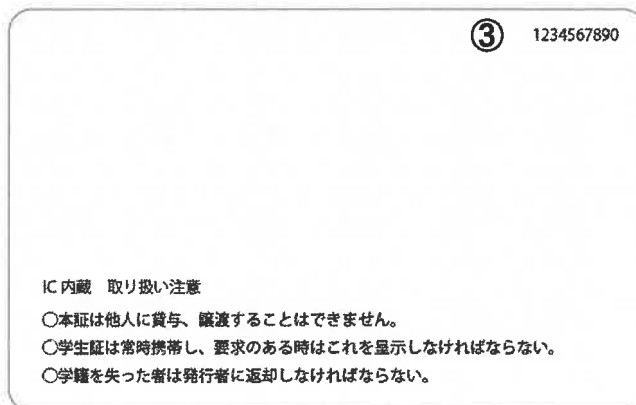 ③ 1234567890
IC内蔵 取り扱い注意
○本証は他人に貸与、譲渡することはできません。
○学生証は常時携帯し、要求のある時はこれを呈示しなければならない。
○学籍を失った者は発行者に返却しなければならない。